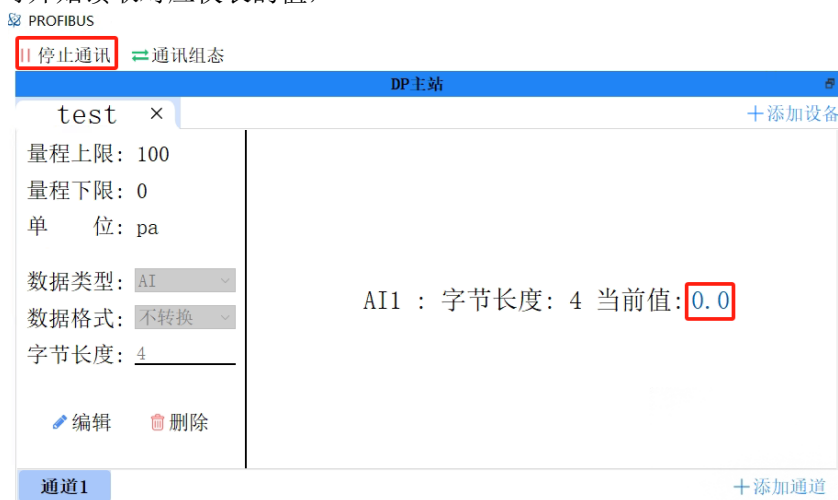 PROFIBUS
停止通讯 通讯组态
DP主站
test ×
+添加设备
量程上限: 100
量程下限: 0
单 位: pa
数据类型: AI
数据格式: 不转换
字节长度: 4
AI1 : 字节长度: 4 当前值:0.0
编辑 删除
通道1
+添加通道